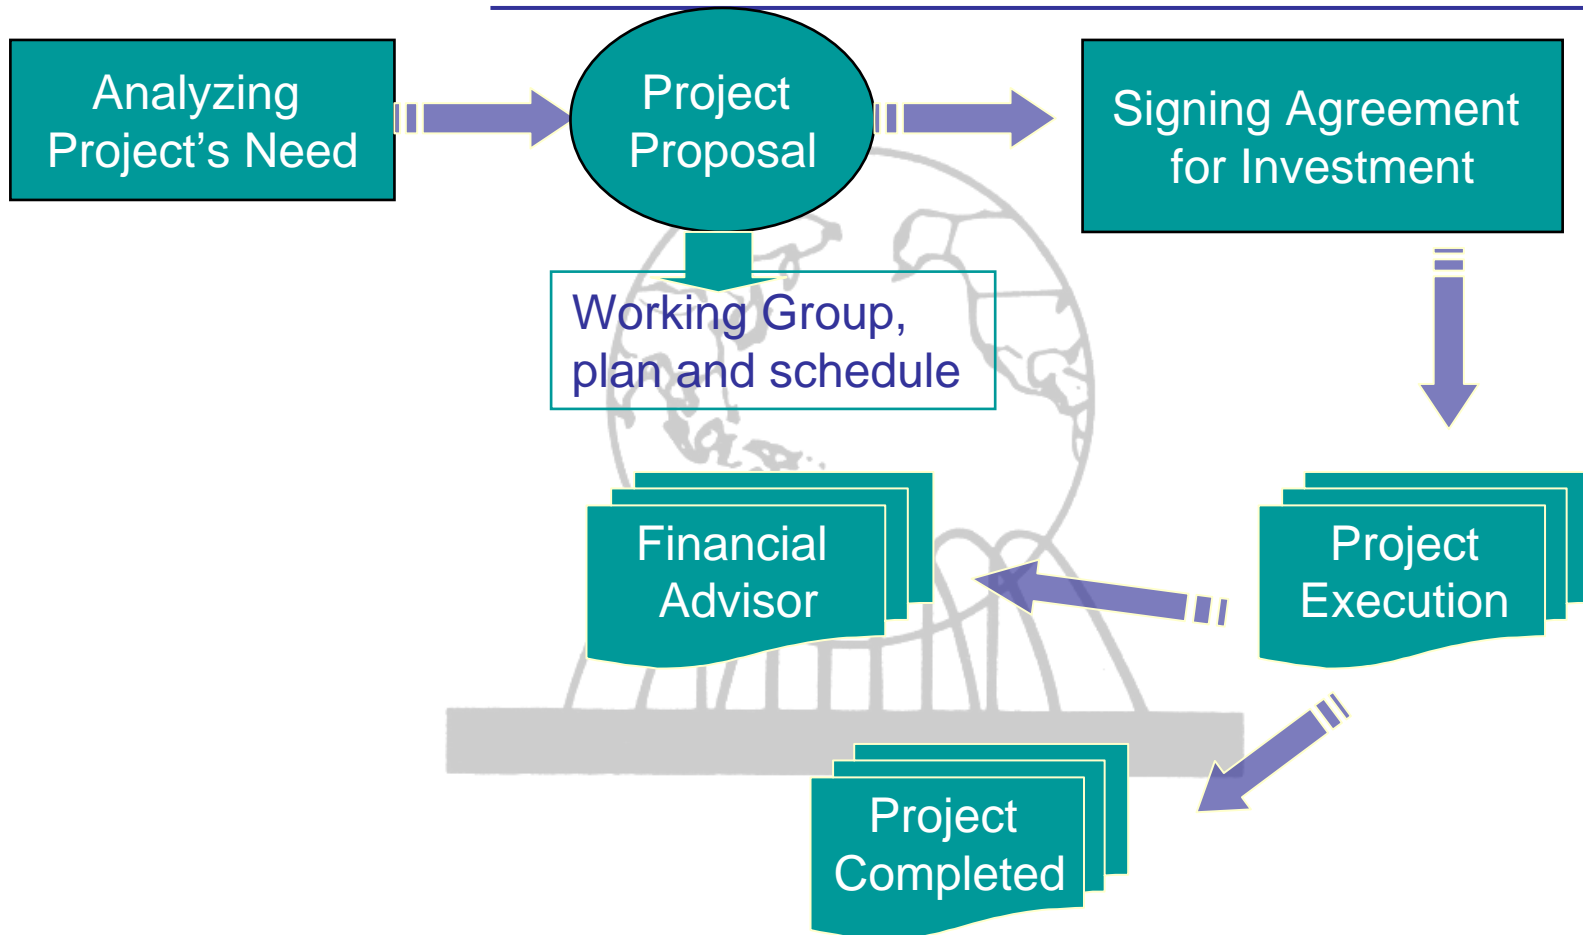 Analyzing
Project’s Need
Project
Proposal
Signing Agreement
for Investment
Working Group,
plan and schedule
Financial
Advisor
Project
Execution
Project
Completed